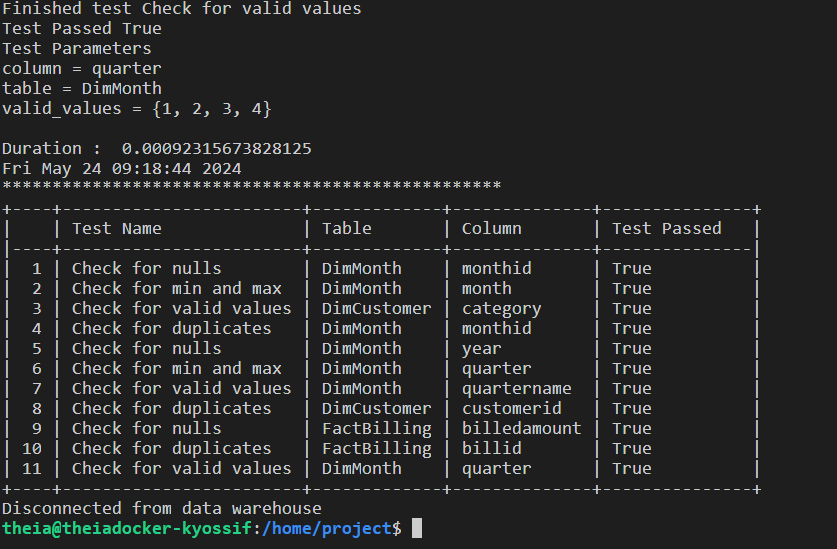 Finished test Check for valid values
Test Passed True
Test Parameters
column = quarter
table = DimMonth
valid_values = {1, 2, 3, 4}

Duration :  0.00092315673828125
Fri May 24 09:18:44 2024
**************************************************
+----+------------------------+-------------+--------------+---------------+
|    | Test Name              | Table       | Column       | Test Passed   |
|----+------------------------+-------------+--------------+---------------|
|  1 | Check for nulls        | DimMonth    | monthid      | True          |
|  2 | Check for min and max  | DimMonth    | month        | True          |
|  3 | Check for valid values | DimCustomer | category     | True          |
|  4 | Check for duplicates   | DimMonth    | monthid      | True          |
|  5 | Check for nulls        | DimMonth    | year         | True          |
|  6 | Check for min and max  | DimMonth    | quarter      | True          |
|  7 | Check for valid values | DimMonth    | quartername  | True          |
|  8 | Check for duplicates   | DimCustomer | customerid   | True          |
|  9 | Check for nulls        | FactBilling | billedamount | True          |
| 10 | Check for duplicates   | FactBilling | billid       | True          |
| 11 | Check for valid values | DimMonth    | quarter      | True          |
+----+------------------------+-------------+--------------+---------------+
Disconnected from data warehouse
theia@theiadocker-kyossif:/home/project$